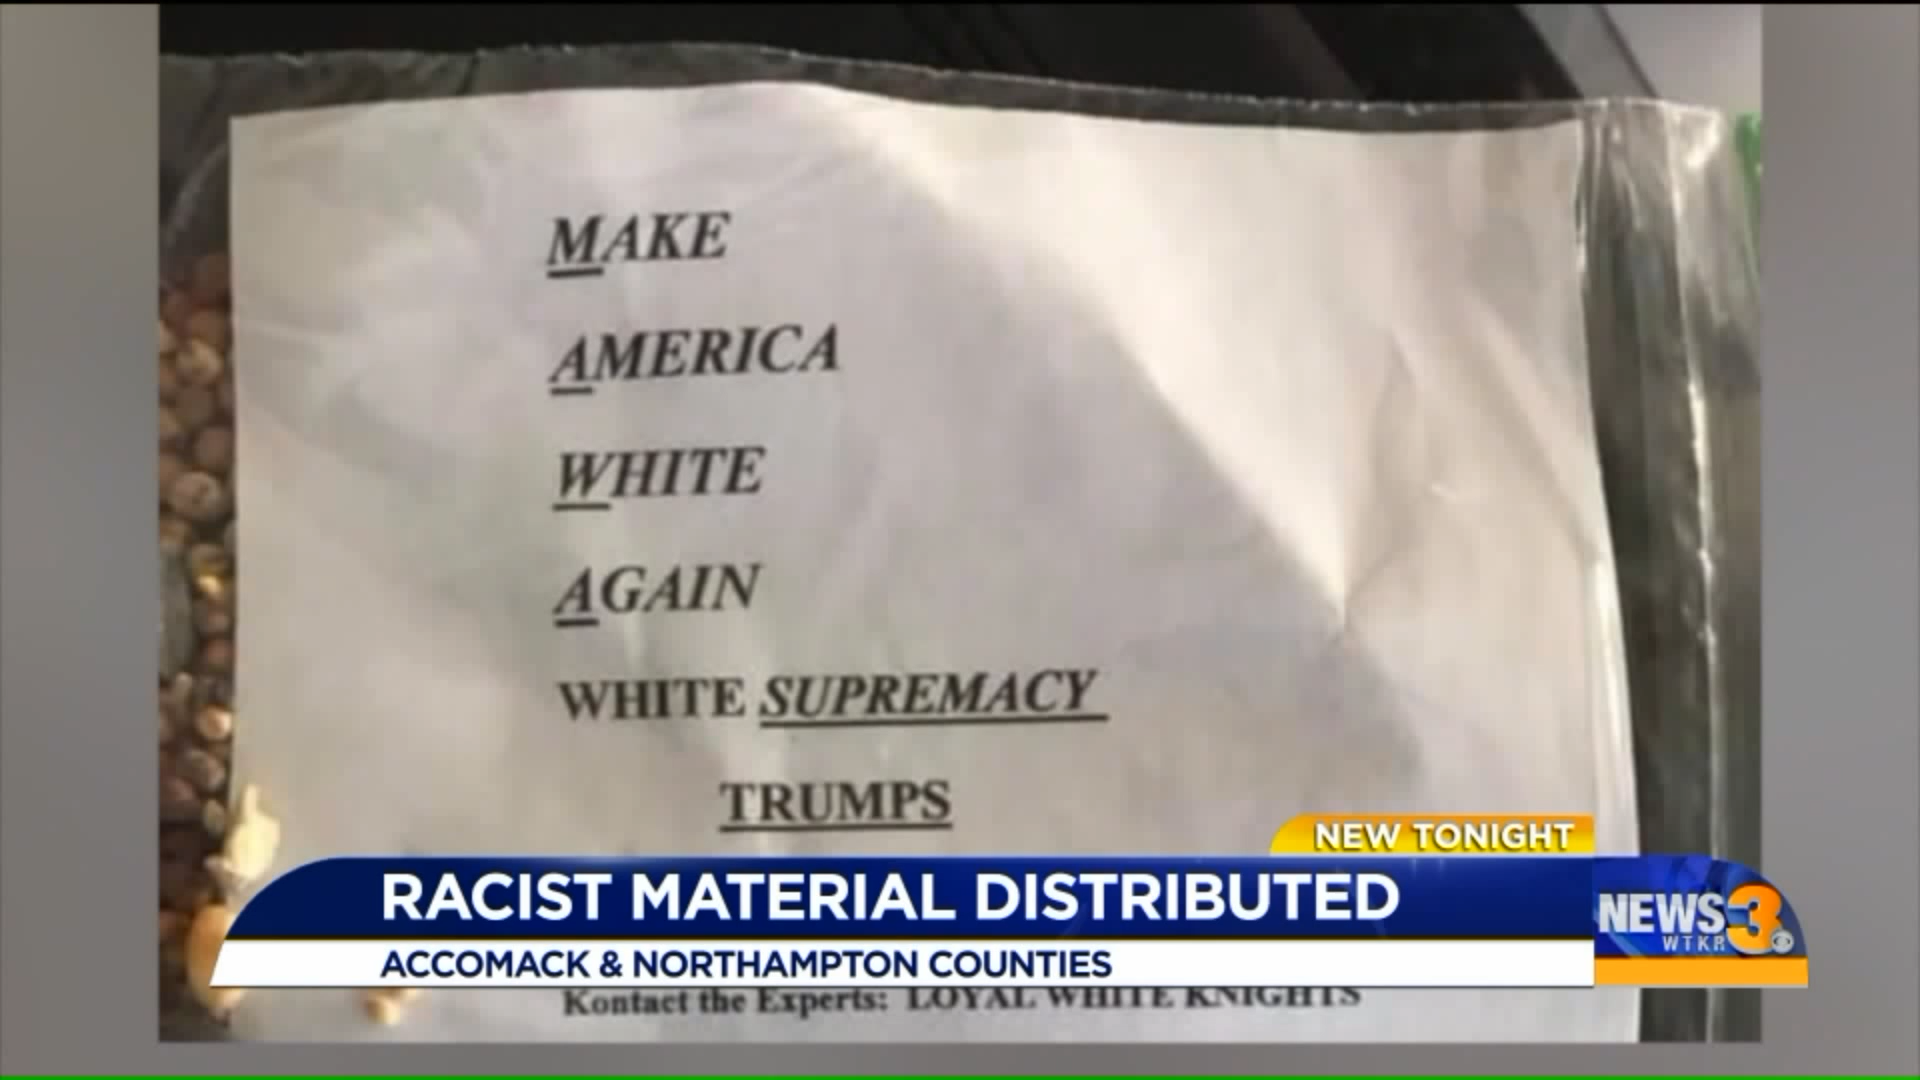 MAKE
AMERICA
WHITE
AGAIN
WHITE SUPREMACY
TRUMPS
NEW TONIGHT
RACIST MATERIAL DISTRIBUTED
ACCOMACK & NORTHAMPTON COUNTIES
NEWS 3
WTKR
Kontact the Experts: LOYAL WHITE KNIGHTS